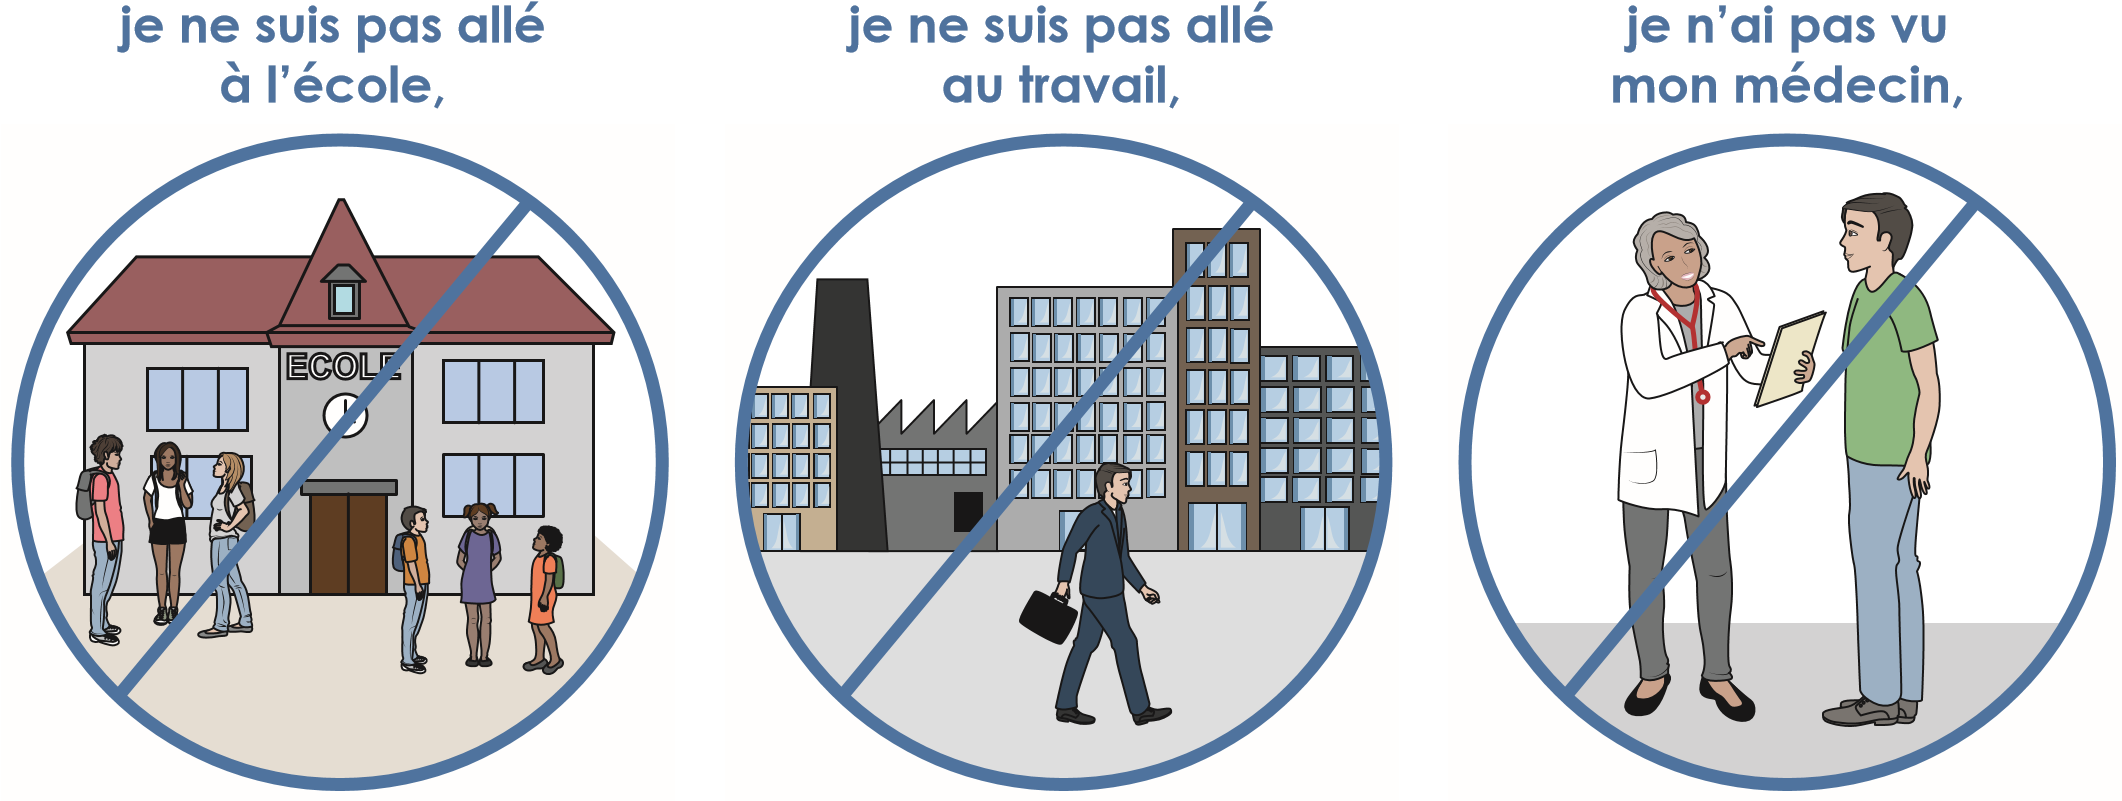 je ne suis pas allé
à l’école,
je ne suis pas allé
au travail,
je n’ai pas vu
mon médecin,
ECOLE